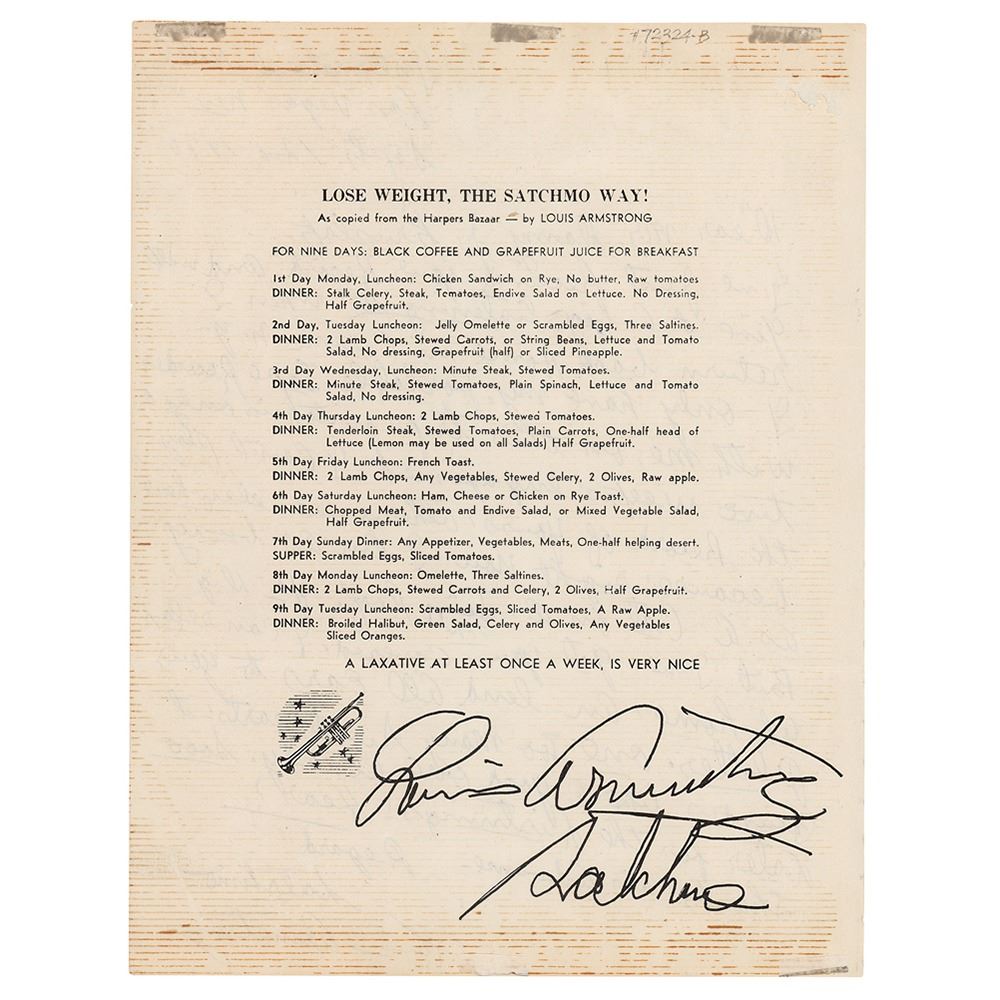 #72324-B
LOSE WEIGHT, THE SATCHMO WAY!
As copied from the Harpers Bazaar — by LOUIS ARMSTRONG
FOR NINE DAYS: BLACK COFFEE AND GRAPEFRUIT JUICE FOR BREAKFAST
1st Day Monday, Luncheon: Chicken Sandwich on Rye, No butter, Raw tomatoes
DINNER: Stalk Celery, Steak, Tomatoes, Endive Salad on Lettuce. No Dressing,
Half Grapefruit.
2nd Day, Tuesday Luncheon: Jelly Omelette or Scrambled Eggs, Three Saltines.
DINNER: 2 Lamb Chops, Stewed Carrots, or String Beans, Lettuce and Tomato
Salad, No dressing, Grapefruit (half) or Sliced Pineapple.
3rd Day Wednesday, Luncheon: Minute Steak, Stewed Tomatoes.
DINNER: Minute Steak, Stewed Tomatoes, Plain Spinach, Lettuce and Tomato
Salad, No dressing.
4th Day Thursday Luncheon: 2 Lamb Chops, Stewed Tomatoes.
DINNER: Tenderloin Steak, Stewed Tomatoes, Plain Carrots, One-half head of
Lettuce (Lemon may be used on all Salads) Half Grapefruit.
5th Day Friday Luncheon: French Toast.
DINNER: 2 Lamb Chops, Any Vegetables, Stewed Celery, 2 Olives, Raw apple.
6th Day Saturday Luncheon: Ham, Cheese or Chicken on Rye Toast.
DINNER: Chopped Meat, Tomato and Endive Salad, or Mixed Vegetable Salad,
Half Grapefruit.
7th Day Sunday Dinner: Any Appetizer, Vegetables, Meats, One-half helping desert.
SUPPER: Scrambled Eggs, Sliced Tomatoes.
8th Day Monday Luncheon: Omelette, Three Saltines.
DINNER: 2 Lamb Chops, Stewed Carrots and Celery, 2 Olives, Half Grapefruit.
9th Day Tuesday Luncheon: Scrambled Eggs, Sliced Tomatoes, A Raw Apple.
DINNER: Broiled Halibut, Green Salad, Celery and Olives, Any Vegetables
Sliced Oranges.
A LAXATIVE AT LEAST ONCE A WEEK, IS VERY NICE
Louis Armstrong
Satchmo